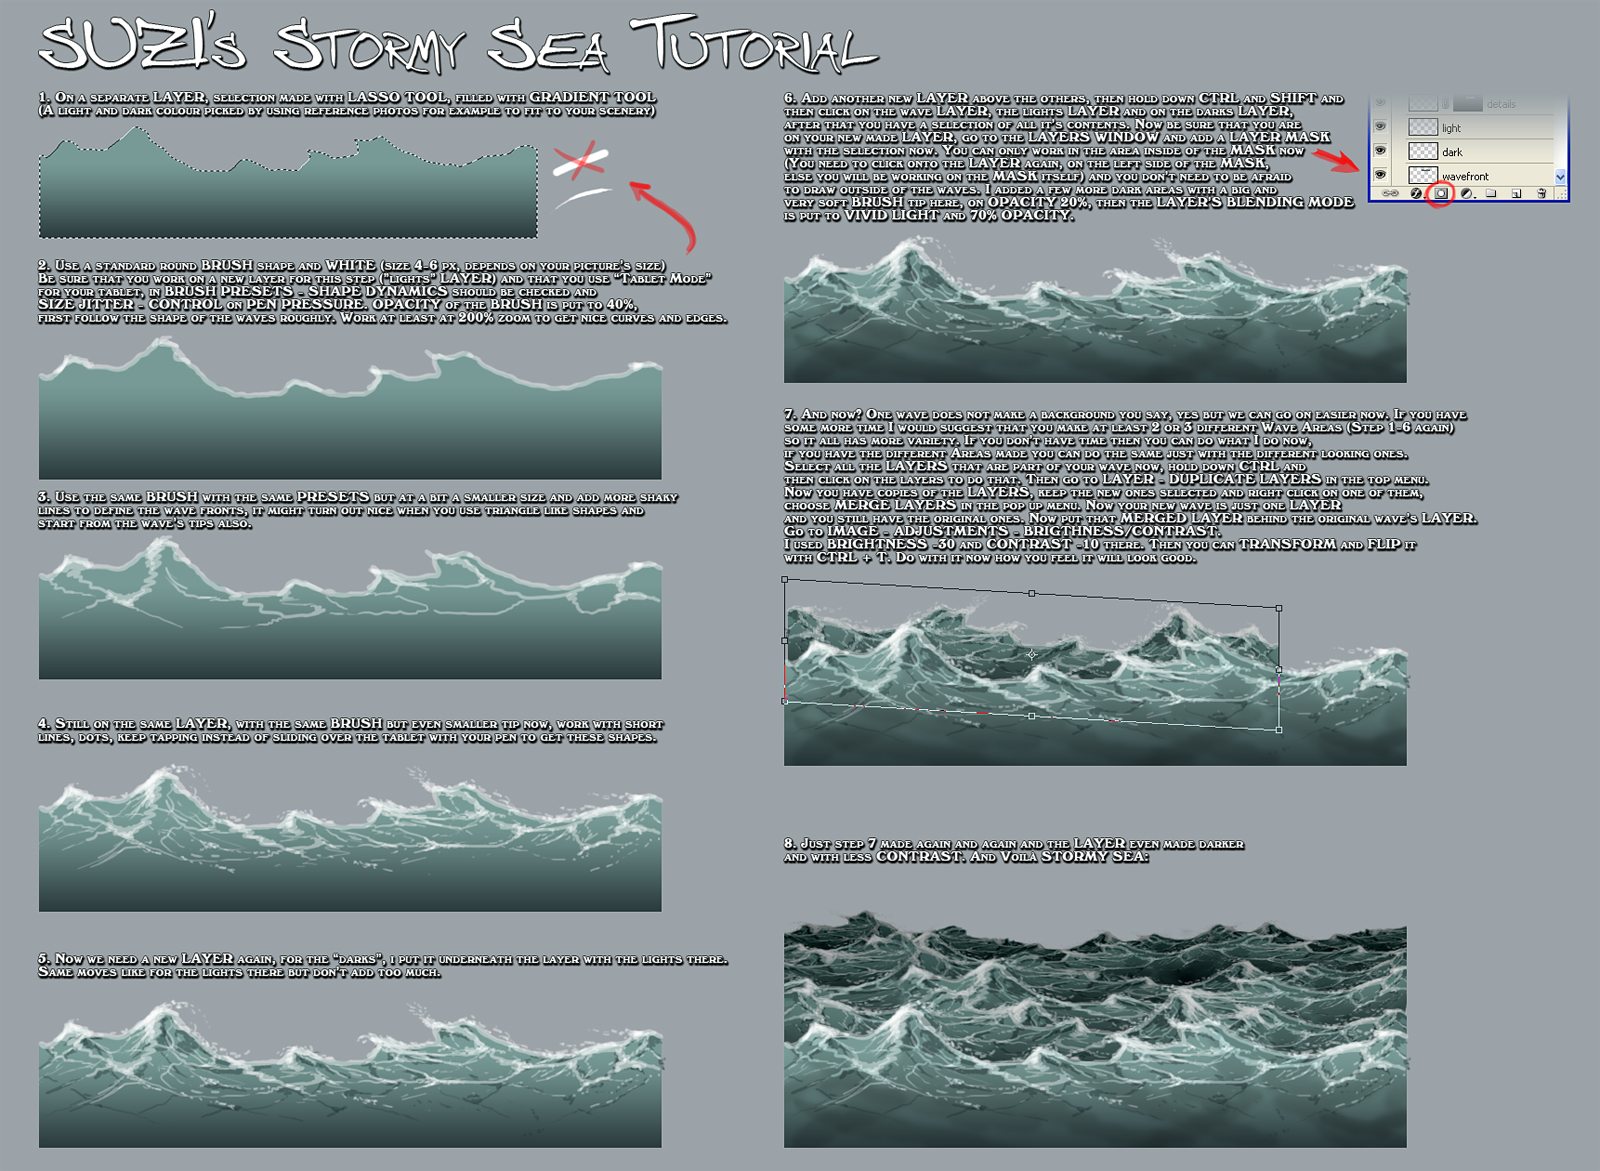 SUZI's Stormy Sea Tutorial
1. On a separate LAYER, selection made with LASSO TOOL, filled with GRADIENT TOOL
(A light and dark colour picked by using reference photos for example to fit to your scenery)
2. Use a standard round BRUSH shape and WHITE (size 4-6 px, depends on your picture's size)
Be sure that you work on a new layer for this step ("lights" LAYER) and that you use "Tablet Mode"
for your tablet, in BRUSH PRESETS - SHAPE DYNAMICS should be checked and
SIZE JITTER - CONTROL on PEN PRESSURE. OPACITY of the BRUSH is put to 40%,
first follow the shape of the waves roughly. Work at least at 200% zoom to get nice curves and edges.
3. Use the same BRUSH with the same PRESETS but at a bit a smaller size and add more shaky
lines to define the wave fronts, it might turn out nice when you use triangle like shapes and
start from the wave's tips also.
4. Still on the same LAYER, with the same BRUSH but even smaller tip now, work with short
lines, dots, keep tapping instead of sliding over the tablet with your pen to get these shapes.
5. Now we need a new LAYER again, for the "darks", i put it underneath the layer with the lights there.
Same moves like for the lights there but don't add too much.
6. Add another new LAYER above the others, then hold down CTRL and SHIFT and
then click on the wave LAYER, the lights LAYER and on the darks LAYER,
after that you have a selection of all it's contents. Now be sure that you are
on your new made LAYER, go to the LAYERS WINDOW and add a LAYER MASK
with the selection now. You can only work in the area inside of the MASK now
(You need to click onto the LAYER again, on the left side of the MASK,
else you will be working on the MASK itself) and you don't need to be afraid
to draw outside of the waves. I added a few more dark areas with a big and
very soft BRUSH tip here, on OPACITY 20%, then the LAYER'S BLENDING MODE
is put to VIVID LIGHT and 70% OPACITY.
details
light
dark
wavefront
7. And now? One wave does not make a background you say, yes but we can go on easier now. If you have
some more time I would suggest that you make at least 2 or 3 different Wave Areas (Step 1-6 again)
so it all has more variety. If you don't have time then you can do what I do now,
if you have the different Areas made you can do the same just with the different looking ones.
Select all the LAYERS that are part of your wave now, hold down CTRL and
then click on the layers to do that. Then go to LAYER - DUPLICATE LAYERS in the top menu.
Now you have copies of the LAYERS, keep the new ones selected and right click on one of them,
choose MERGE LAYERS in the pop up menu. Now your new wave is just one LAYER
and you still have the original ones. Now put that MERGED LAYER behind the original wave's LAYER.
Go to IMAGE - ADJUSTMENTS - BRIGTHNESS/CONTRAST.
I used BRIGHTNESS -30 and CONTRAST -10 there. Then you can TRANSFORM and FLIP it
with CTRL + T. Do with it now how you feel it will look good.
8. Just step 7 made again and again and the LAYER even made darker
and with less CONTRAST. And Voilà STORMY SEA: